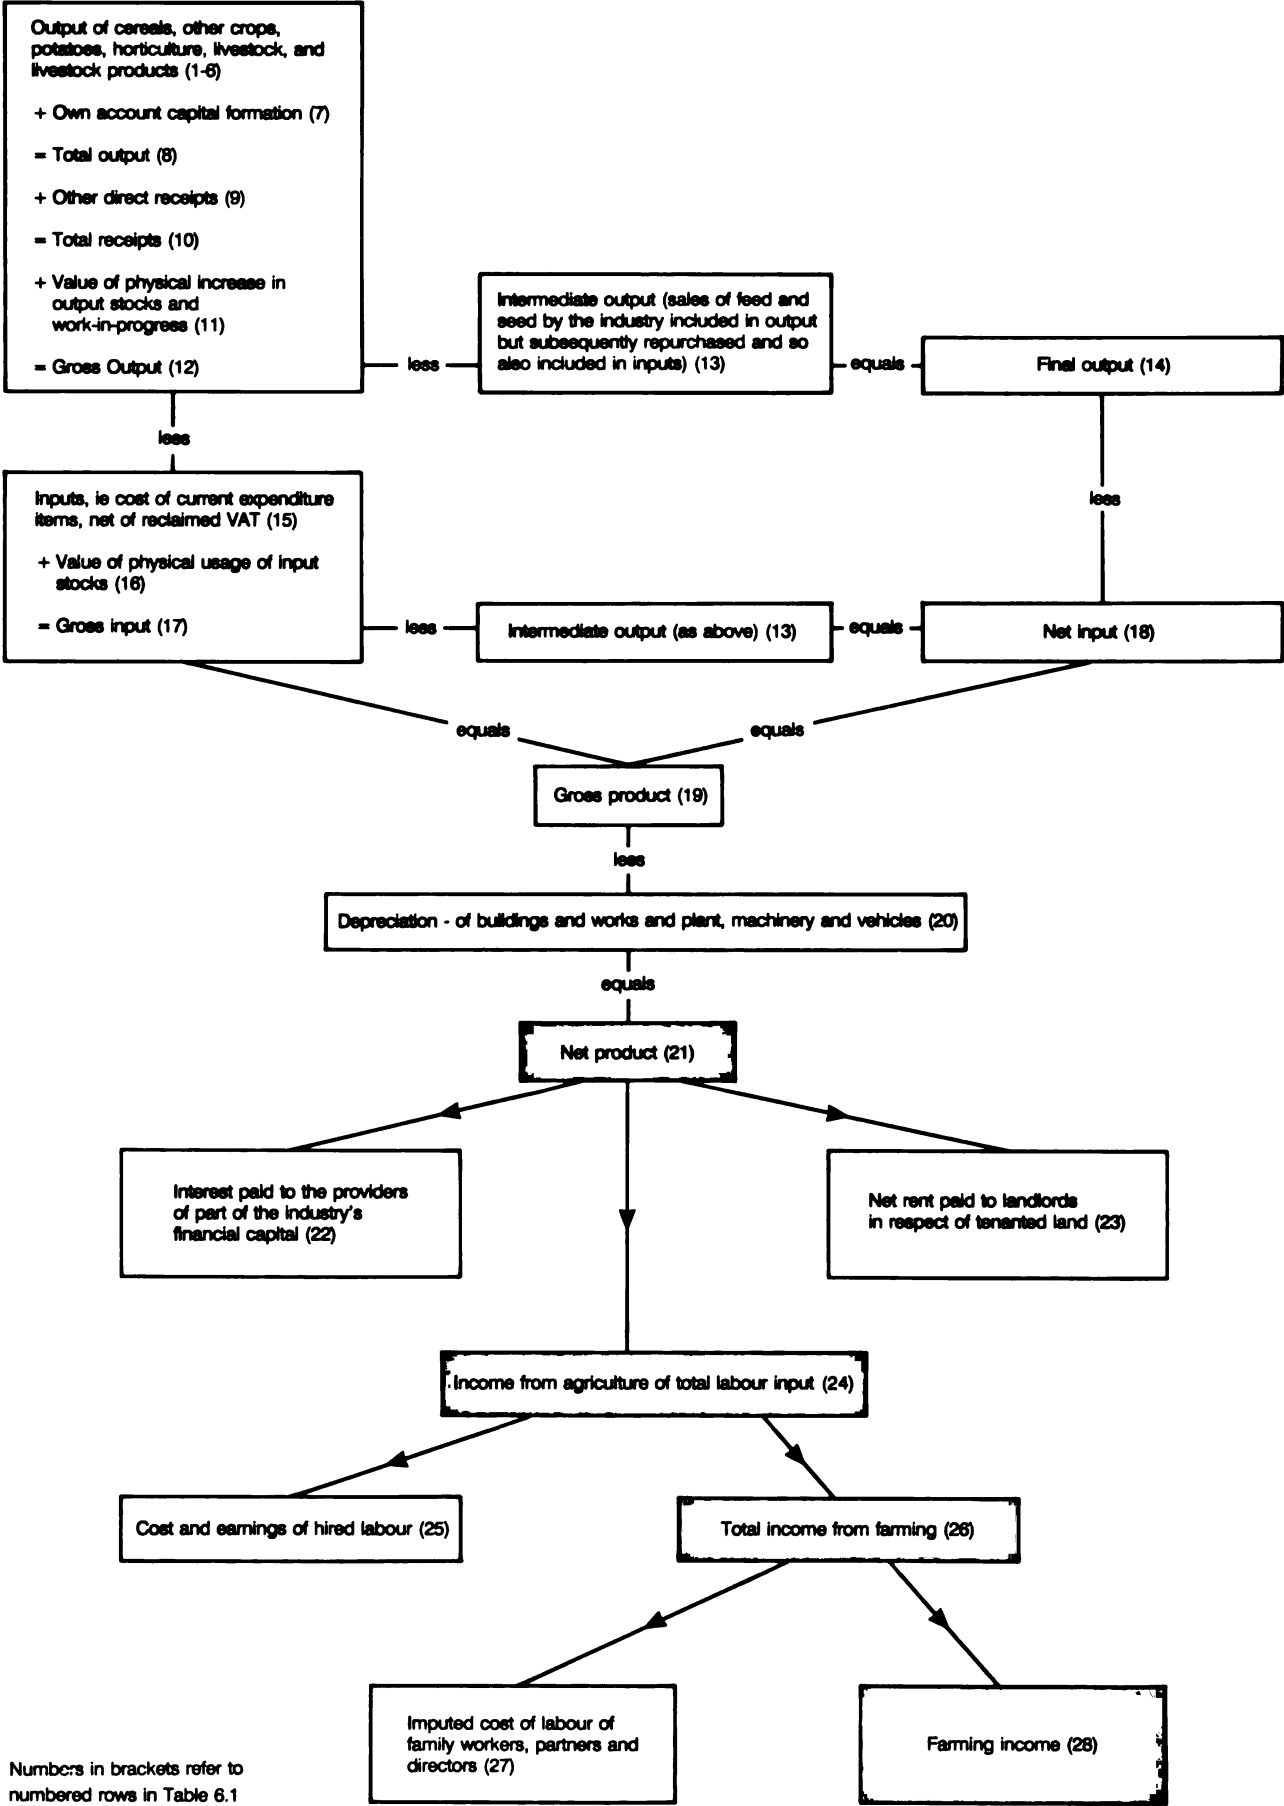 Output of cereals, other crops,
potatoes, horticulture, livestock, and
livestock products (1-6)
+ Own account capital formation (7)
= Total output (8)
+ Other direct receipts (9)
= Total receipts (10)
+ Value of physical increase in
output stocks and
work-in-progress (11)
= Gross Output (12)
less
Intermediate output (sales of feed and
seed by the industry included in output
but subsequently repurchased and so
also included in inputs) (13)
equals
Final output (14)
less
less
Inputs, ie cost of current expenditure
items, net of reclaimed VAT (15)
+ Value of physical usage of input
stocks (16)
= Gross input (17)
less
Intermediate output (as above) (13)
equals
Net input (18)
equals
equals
Gross product (19)
less
Depreciation - of buildings and works and plant, machinery and vehicles (20)
equals
Net product (21)
Interest paid to the providers
of part of the industry's
financial capital (22)
Net rent paid to landlords
in respect of tenanted land (23)
Income from agriculture of total labour input (24)
Cost and earnings of hired labour (25)
Total income from farming (26)
Imputed cost of labour of
family workers, partners and
directors (27)
Farming income (28)
Numbers in brackets refer to
numbered rows in Table 6.1